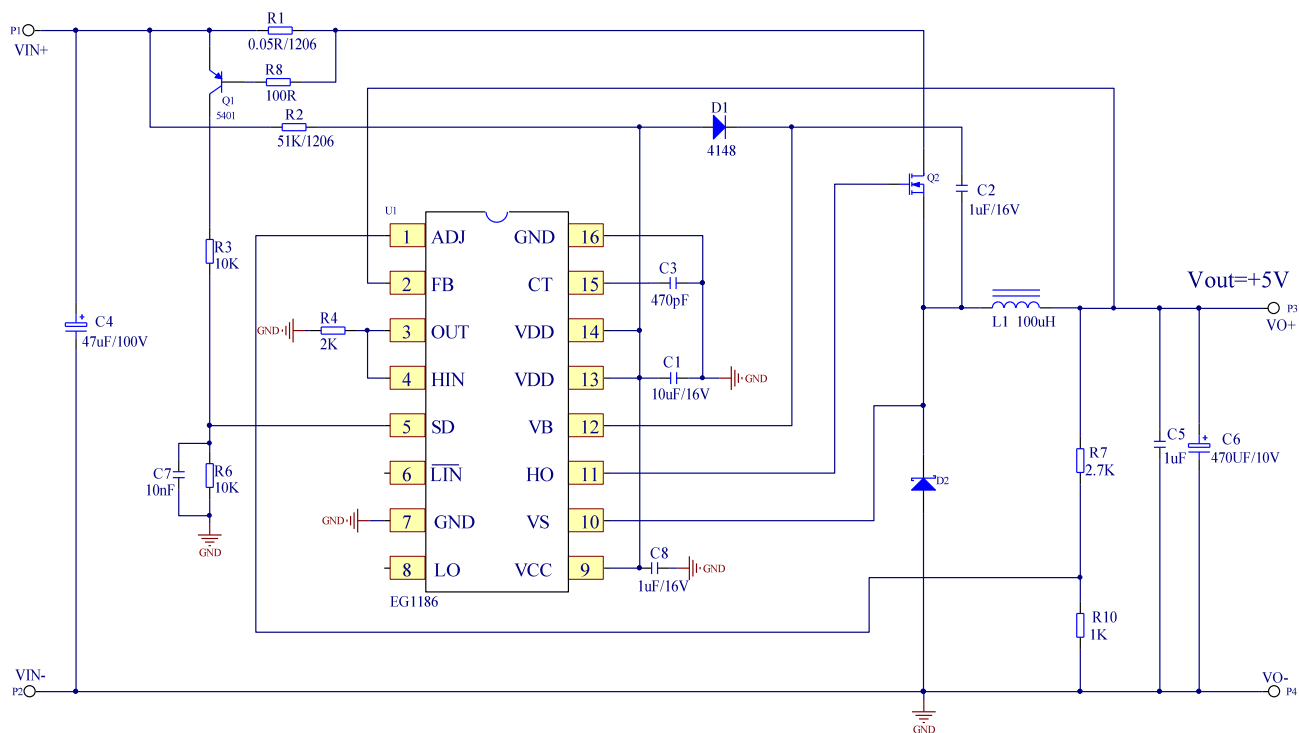 P1
VIN+
R1
0.05R/1206
R8
100R
Q1
5401
R2
51K/1206
D1
4148
Q2
C2
1uF/16V
U1
1 ADJ
2 FB
3 OUT
4 HIN
5 SD
6 LIN
7 GND
8 LO
GND 16
CT 15
VDD 14
VDD 13
VB 12
HO 11
VS 10
VCC 9
EG1186
R3
10K
C3
470pF
GND
R4
2K
C4
47uF/100V
C1
10uF/16V
GND
L1 100uH
Vout=+5V
P3
VO+
C7
10nF
R6
10K
GND
GND
D2
R7
2.7K
C5
1uF
C6
470UF/10V
C8
1uF/16V
GND
R10
1K
VIN-
P2
VO-
P4
GND